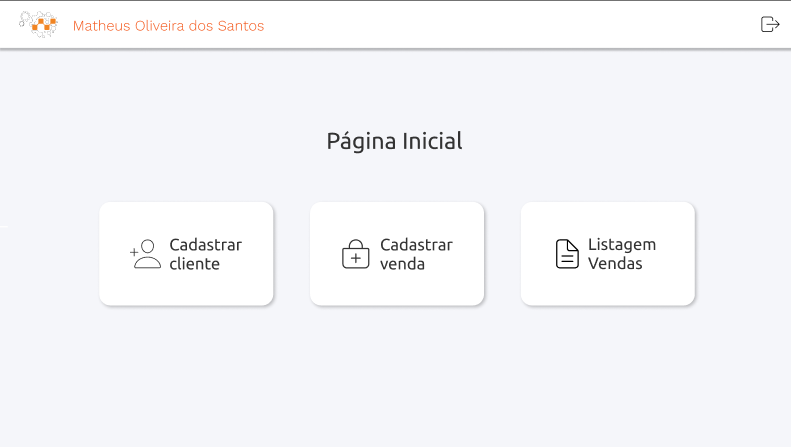 Matheus Oliveira dos Santos
Página Inicial
Cadastrar
cliente
Cadastrar
venda
Listagem
Vendas